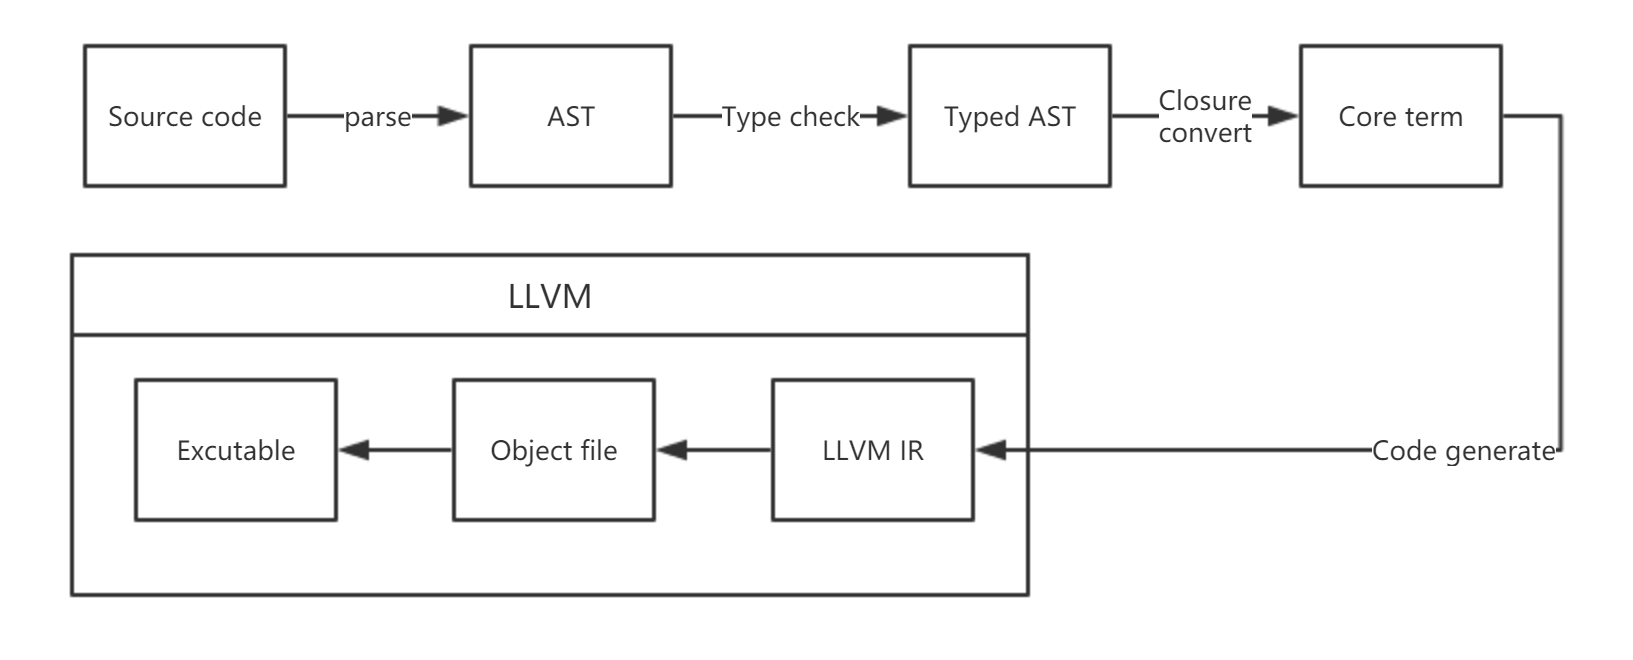 Source code
parse
AST
Type check
Typed AST
Closure
convert
Core term
LLVM
Excutable
Object file
LLVM IR
Code generate